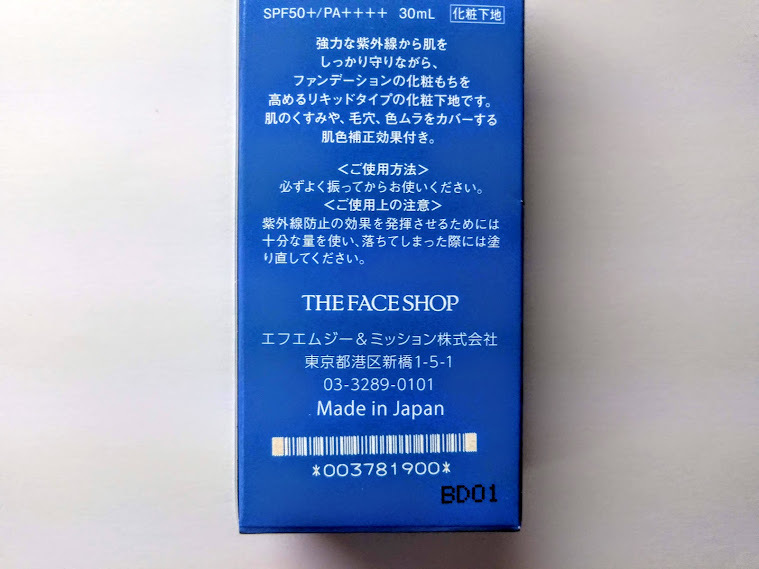 SPF50+/PA++++ 30mL 化粧下地
強力な紫外線から肌を
しっかり守りながら、
ファンデーションの化粧もちを
高めるリキッドタイプの化粧下地です。
肌のくすみや、毛穴、色ムラをカバーする
肌色補正効果付き。
＜ご使用方法＞
必ずよく振ってからお使いください。
＜ご使用上の注意＞
紫外線防止の効果を発揮させるためには
十分な量を使い、落ちてしまった際には塗
り直してください。
THE FACE SHOP
エフエムジー＆ミッション株式会社
東京都港区新橋1-5-1
03-3289-0101
Made in Japan
*003781900*
BD01